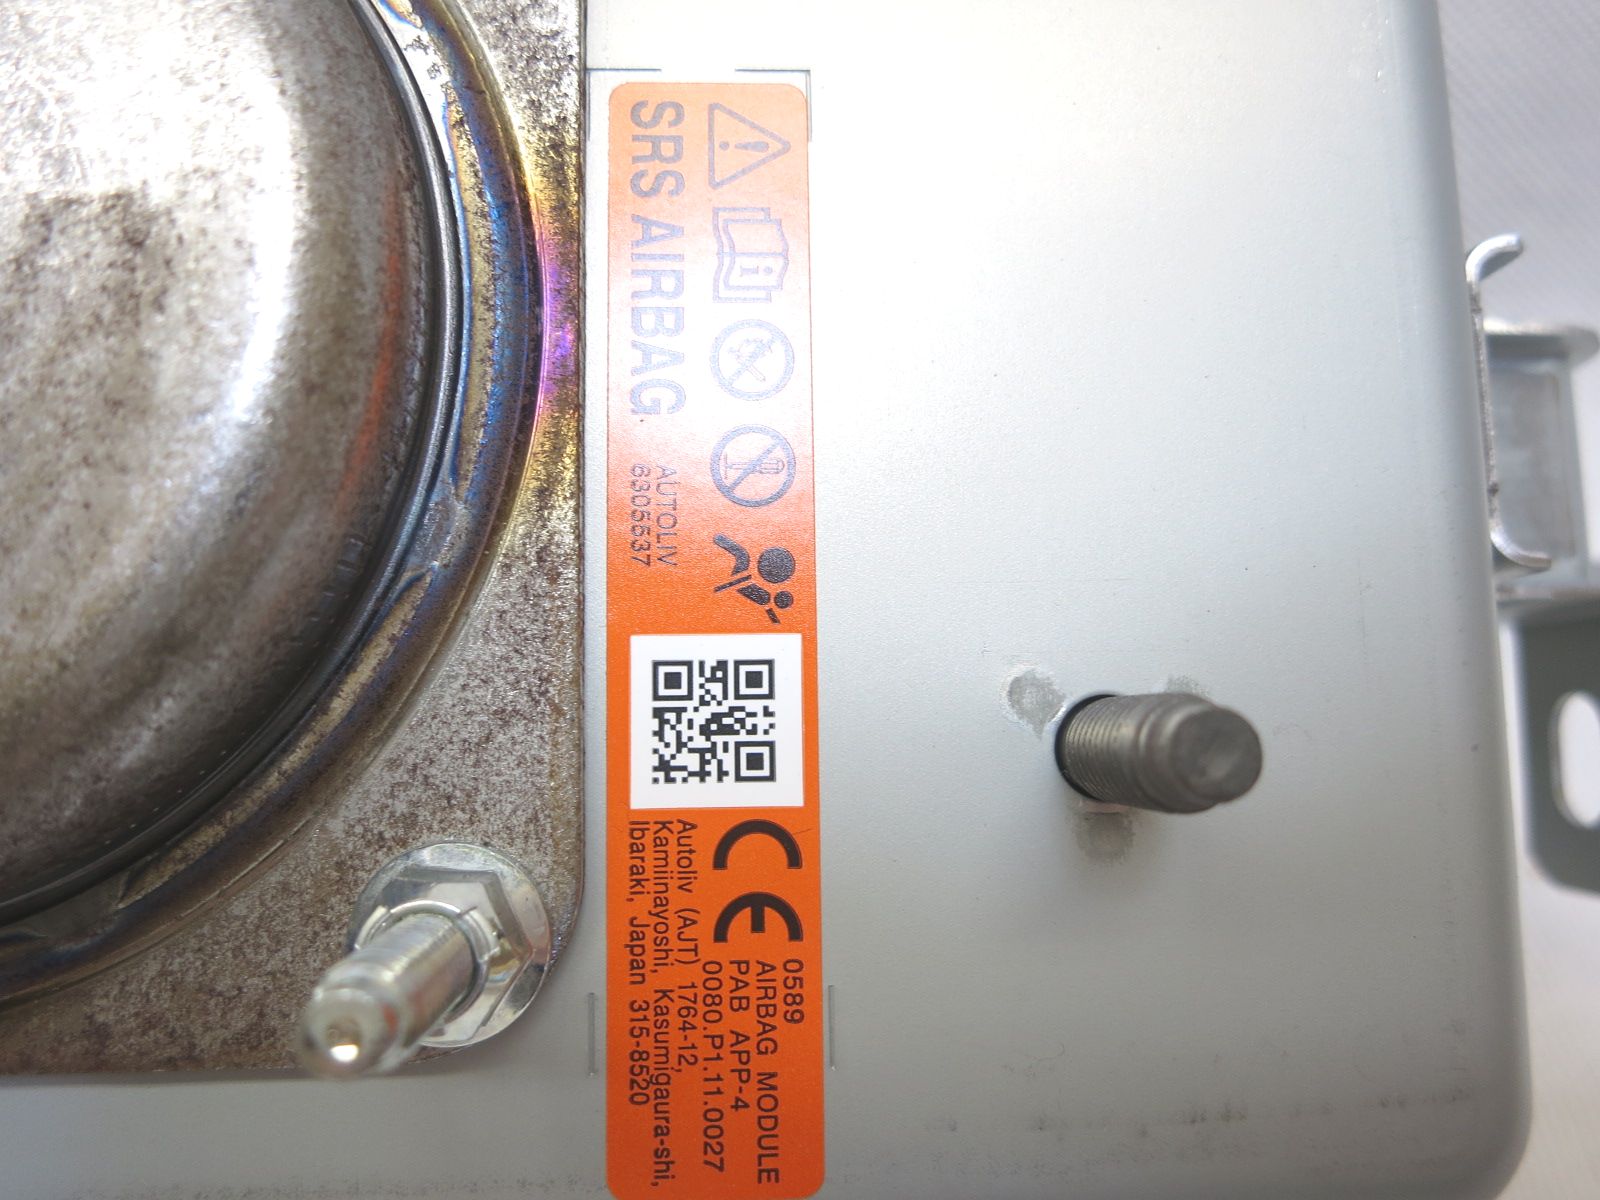 SRS AIRBAG
AUTOLIV
6305537
CE
0589
AIRBAG MODULE
PAB APP-4
0080.P1.11.0027
Autoliv (AJT) 1764-12,
Kamiinayoshi, Kasumigaura-shi,
Ibaraki, Japan 315-8520